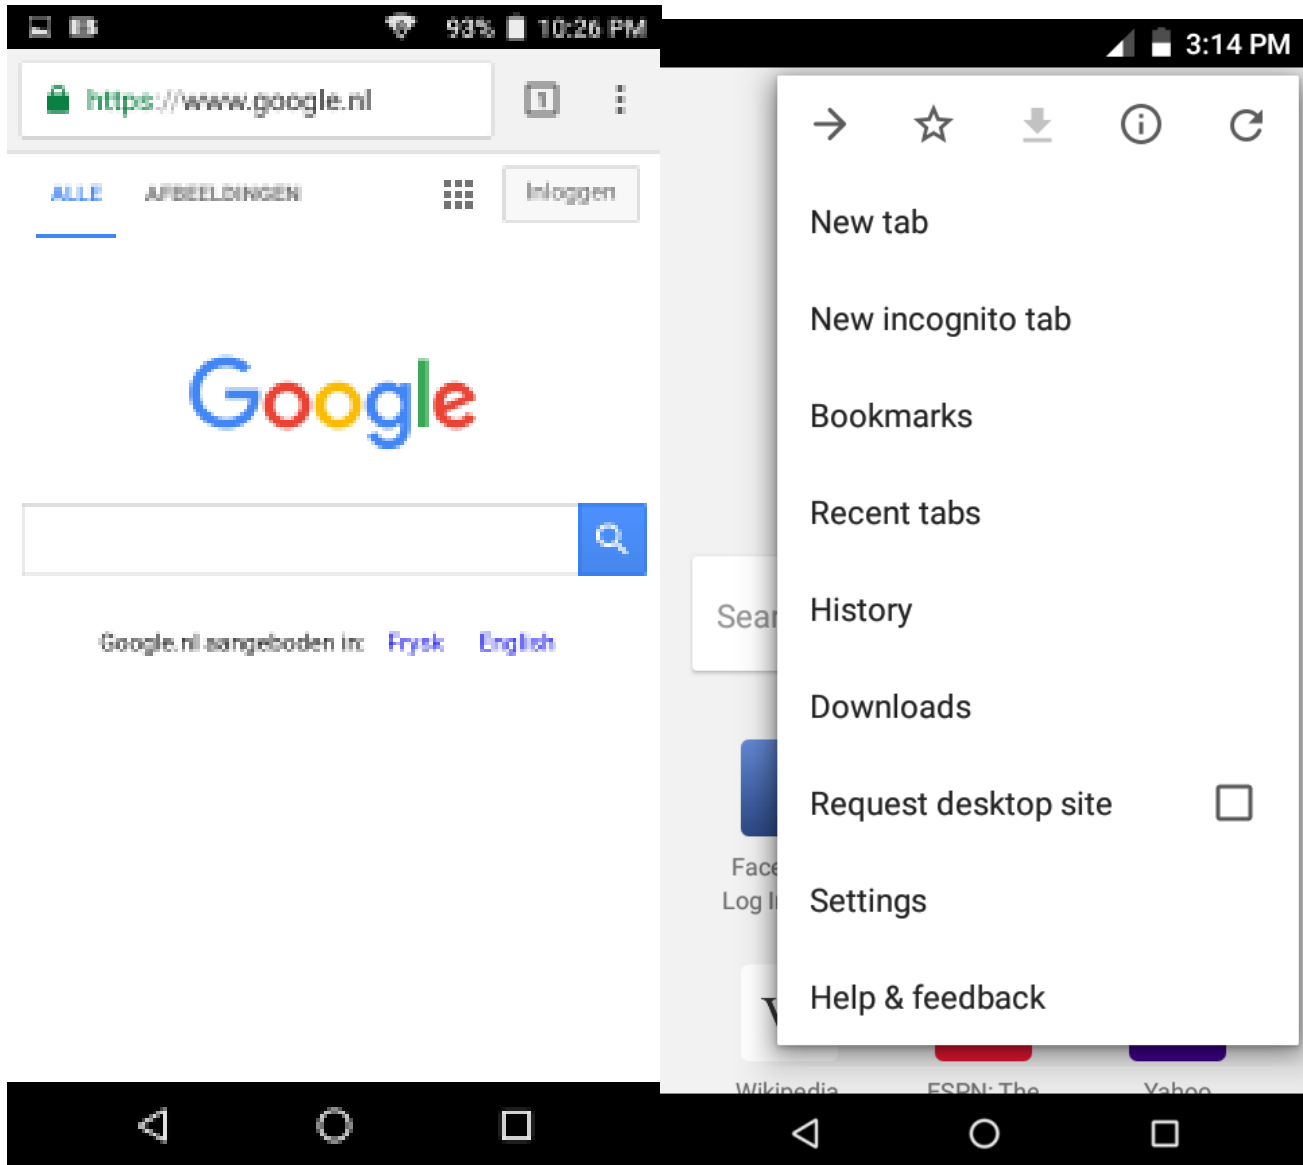 93% 10:26 PM
https://www.google.nl
1
ALLE AFBEELDINGEN Inloggen
Google
Google.nl aangeboden in: Frysk English
3:14 PM
New tab
New incognito tab
Bookmarks
Recent tabs
Sear
History
Downloads
Request desktop site
Face
Log I
Settings
Help & feedback
Wikipedia ESPN: The Yahoo